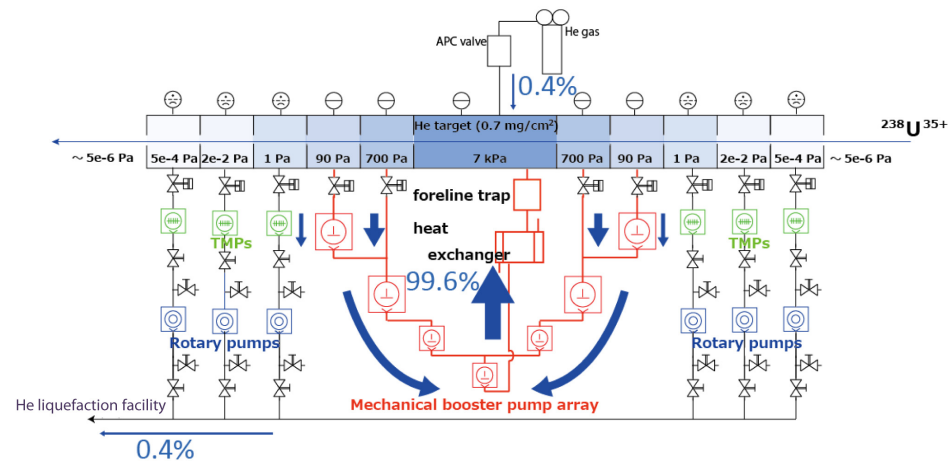 APC valve
He gas
0.4%
He target (0.7 mg/cm²)
²³⁸U³⁵⁺
~ 5e-6 Pa
5e-4 Pa
2e-2 Pa
1 Pa
90 Pa
700 Pa
7 kPa
700 Pa
90 Pa
1 Pa
2e-2 Pa
5e-4 Pa
~ 5e-6 Pa
foreline trap
heat
exchanger
99.6%
TMPs
TMPs
Rotary pumps
Rotary pumps
Mechanical booster pump array
He liquefaction facility
0.4%